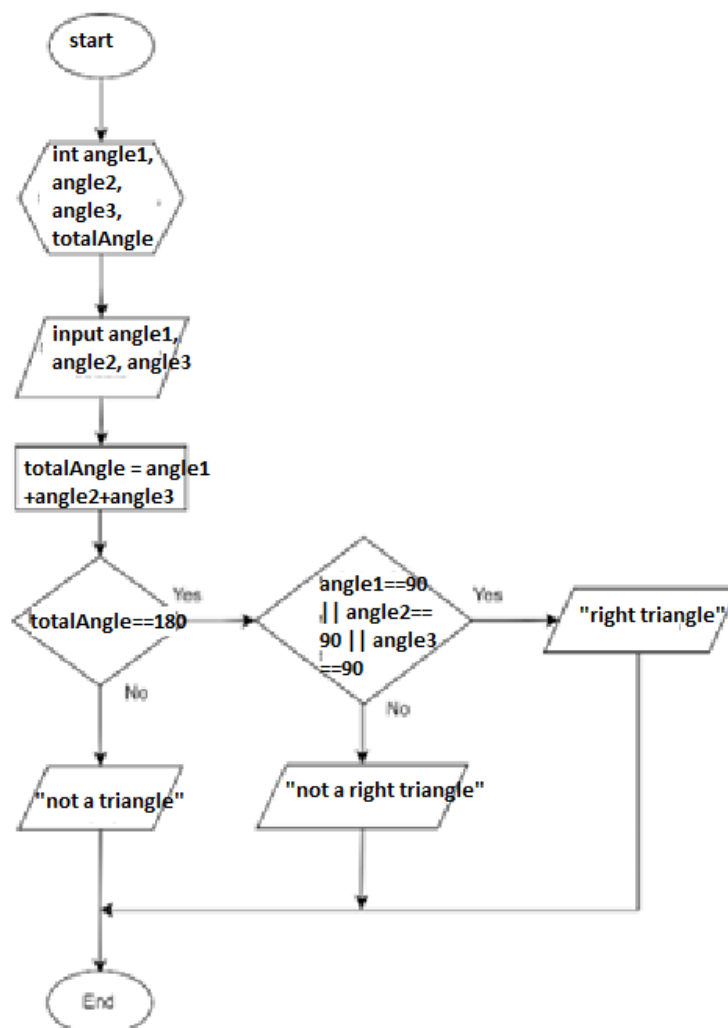 start
int angle1,
angle2,
angle3,
totalAngle
input angle1,
angle2, angle3
totalAngle = angle1
+angle2+angle3
totalAngle==180
Yes
angle1==90
|| angle2==
90 || angle3
==90
Yes
"right triangle"
No
No
"not a triangle"
"not a right triangle"
End